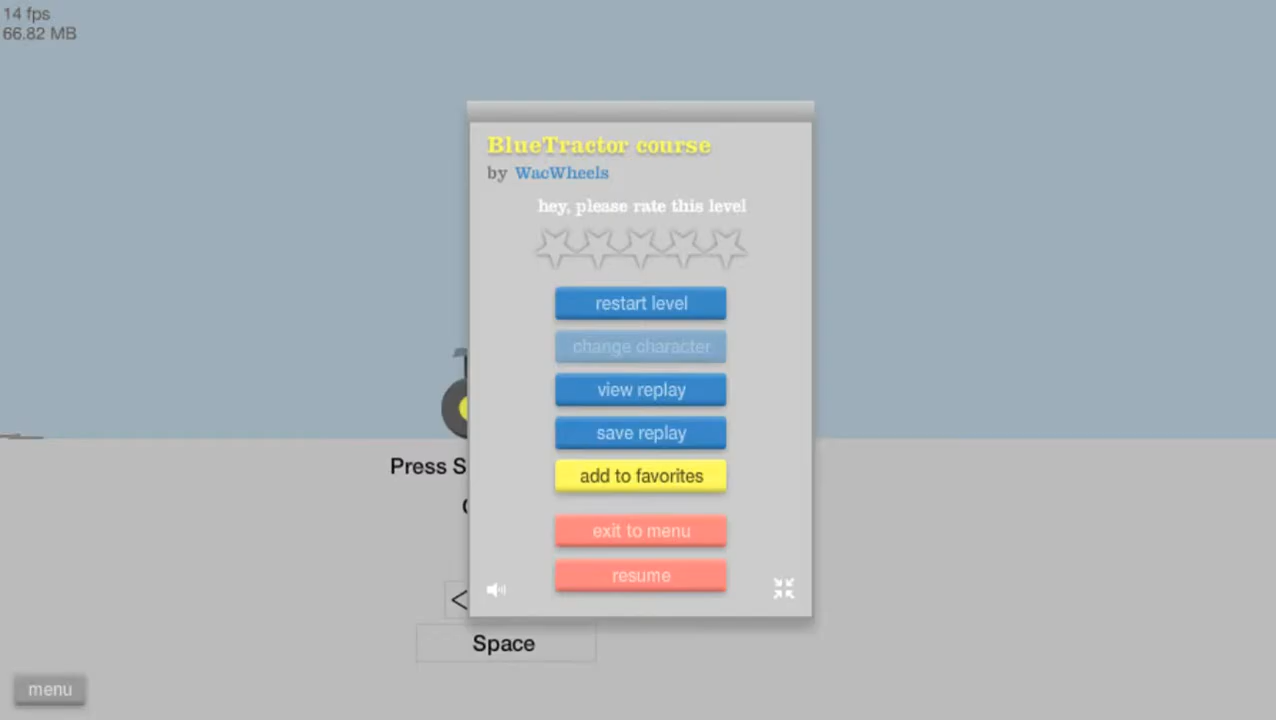 14 fps
66.82 MB
BlueTractor course
by WacWheels
hey, please rate this level
restart level
change character
view replay
save replay
Press S
add to favorites
exit to menu
resume
<
Space
menu